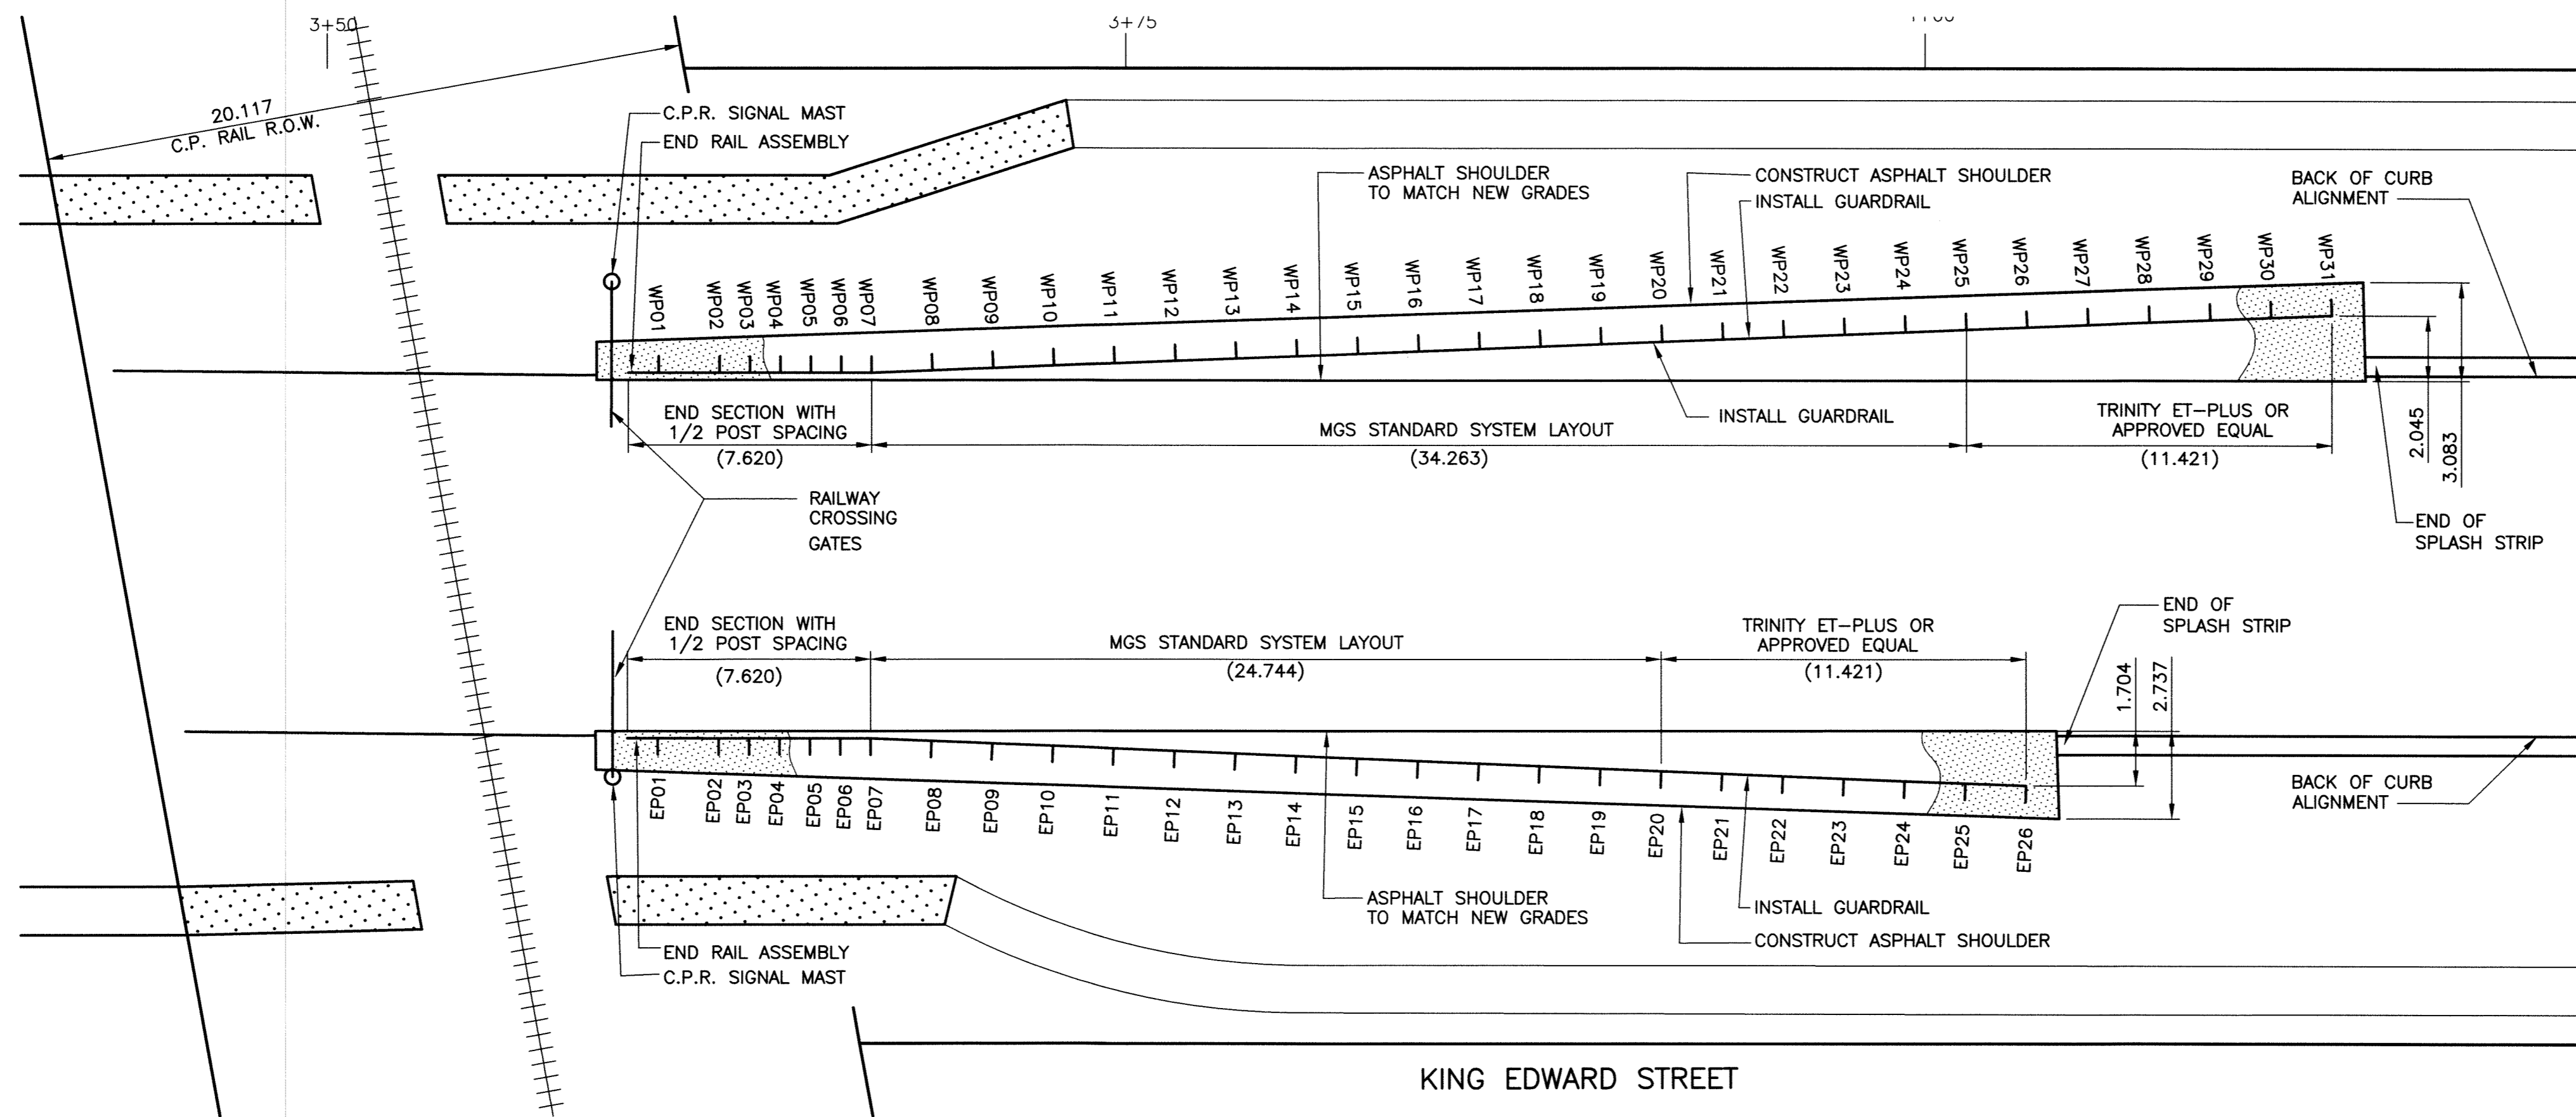 3+50
3+75
20.117
C.P. RAIL R.O.W.
C.P.R. SIGNAL MAST
END RAIL ASSEMBLY
ASPHALT SHOULDER
TO MATCH NEW GRADES
CONSTRUCT ASPHALT SHOULDER
INSTALL GUARDRAIL
BACK OF CURB
ALIGNMENT
WP01
WP02
WP03
WP04
WP05
WP06
WP07
WP08
WP09
WP10
WP11
WP12
WP13
WP14
WP15
WP16
WP17
WP18
WP19
WP20
WP21
WP22
WP23
WP24
WP25
WP26
WP27
WP28
WP29
WP30
WP31
END SECTION WITH
1/2 POST SPACING
(7.620)
MGS STANDARD SYSTEM LAYOUT
(34.263)
INSTALL GUARDRAIL
TRINITY ET-PLUS OR
APPROVED EQUAL
(11.421)
2.045
3.083
RAILWAY
CROSSING
GATES
END OF
SPLASH STRIP
END SECTION WITH
1/2 POST SPACING
(7.620)
MGS STANDARD SYSTEM LAYOUT
(24.744)
TRINITY ET-PLUS OR
APPROVED EQUAL
(11.421)
END OF
SPLASH STRIP
1.704
2.737
EP01
EP02
EP03
EP04
EP05
EP06
EP07
EP08
EP09
EP10
EP11
EP12
EP13
EP14
EP15
EP16
EP17
EP18
EP19
EP20
EP21
EP22
EP23
EP24
EP25
EP26
BACK OF CURB
ALIGNMENT
ASPHALT SHOULDER
TO MATCH NEW GRADES
INSTALL GUARDRAIL
CONSTRUCT ASPHALT SHOULDER
END RAIL ASSEMBLY
C.P.R. SIGNAL MAST
KING EDWARD STREET